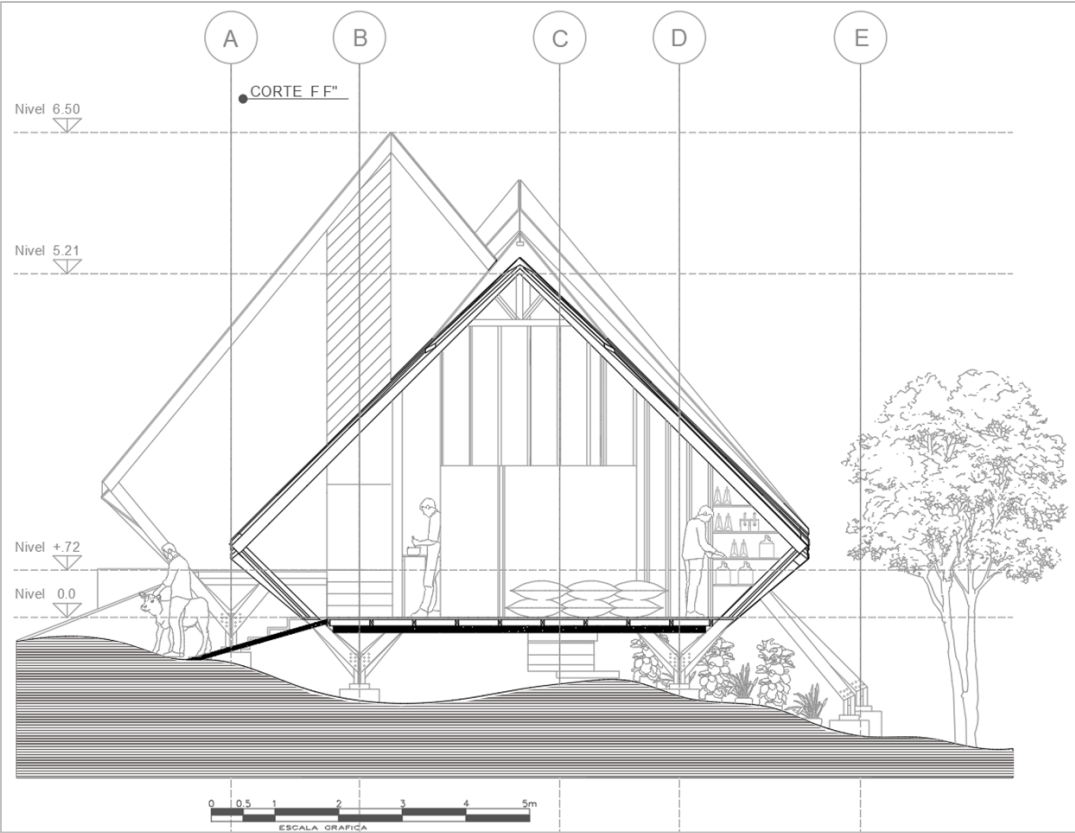 A B C D E
CORTE F F"
Nivel 6.50
Nivel 5.21
Nivel +.72
Nivel 0.0
0 0.5 1 2 3 4 5m
ESCALA GRAFICA